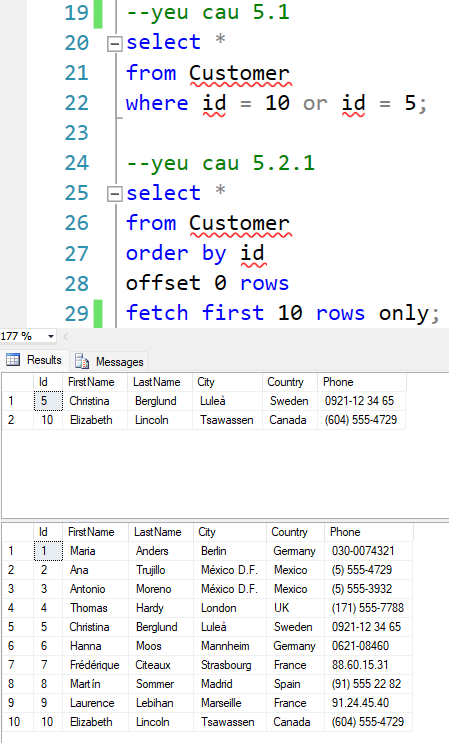 19 --yeu cau 5.1
20 select *
21 from Customer
22 where id = 10 or id = 5;
23
24 --yeu cau 5.2.1
25 select *
26 from Customer
27 order by id
28 offset 0 rows
29 fetch first 10 rows only;
177 %
Results Messages
Id FirstName LastName City Country Phone
1 5 Christina Berglund Luleå Sweden 0921-12 34 65
2 10 Elizabeth Lincoln Tsawassen Canada (604) 555-4729
Id FirstName LastName City Country Phone
1 1 Maria Anders Berlin Germany 030-0074321
2 2 Ana Trujillo México D.F. Mexico (5) 555-4729
3 3 Antonio Moreno México D.F. Mexico (5) 555-3932
4 4 Thomas Hardy London UK (171) 555-7788
5 5 Christina Berglund Luleå Sweden 0921-12 34 65
6 6 Hanna Moos Mannheim Germany 0621-08460
7 7 Frédérique Citeaux Strasbourg France 88.60.15.31
8 8 Martín Sommer Madrid Spain (91) 555 22 82
9 9 Laurence Lebihan Marseille France 91.24.45.40
10 10 Elizabeth Lincoln Tsawassen Canada (604) 555-4729